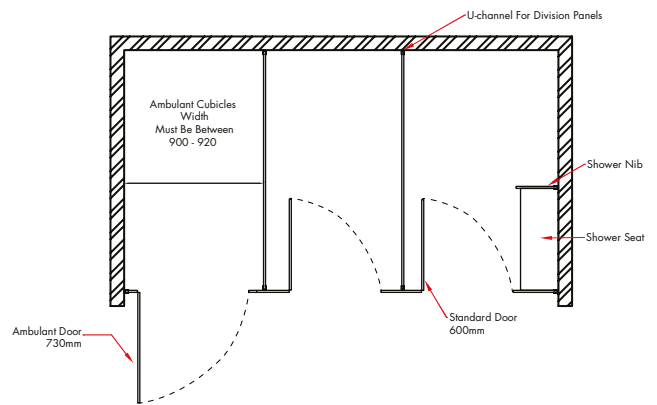 U-channel For Division Panels
Ambulant Cubicles
Width
Must Be Between
900 - 920
Shower Nib
Shower Seat
Standard Door
600mm
Ambulant Door
730mm